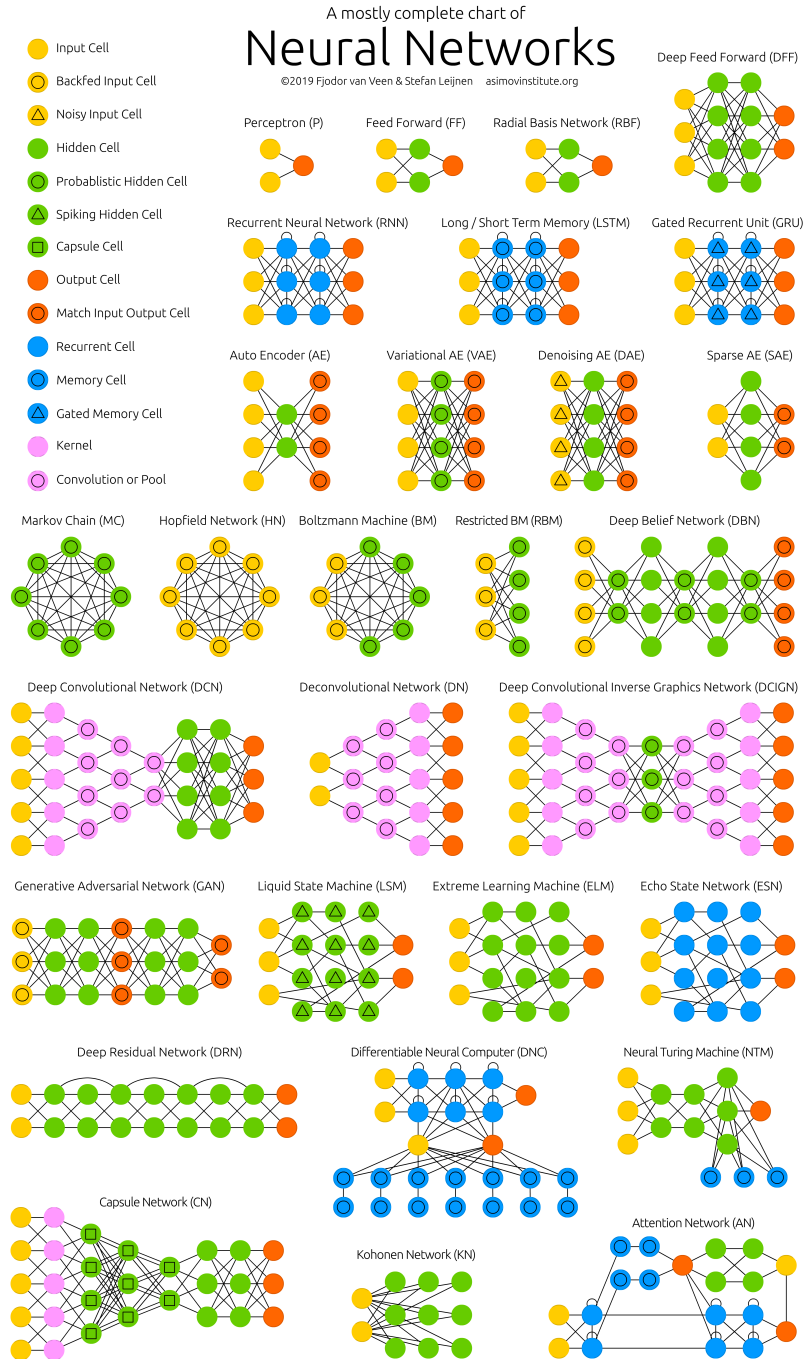 A mostly complete chart of
Neural Networks
©2019 Fjodor van Veen & Stefan Leijnen asimovinstitute.org
Input Cell
Backfed Input Cell
Noisy Input Cell
Hidden Cell
Probablistic Hidden Cell
Spiking Hidden Cell
Capsule Cell
Output Cell
Match Input Output Cell
Recurrent Cell
Memory Cell
Gated Memory Cell
Kernel
Convolution or Pool
Deep Feed Forward (DFF)
Perceptron (P)
Feed Forward (FF)
Radial Basis Network (RBF)
Recurrent Neural Network (RNN)
Long / Short Term Memory (LSTM)
Gated Recurrent Unit (GRU)
Auto Encoder (AE)
Variational AE (VAE)
Denoising AE (DAE)
Sparse AE (SAE)
Markov Chain (MC)
Hopfield Network (HN)
Boltzmann Machine (BM)
Restricted BM (RBM)
Deep Belief Network (DBN)
Deep Convolutional Network (DCN)
Deconvolutional Network (DN)
Deep Convolutional Inverse Graphics Network (DCIGN)
Generative Adversarial Network (GAN)
Liquid State Machine (LSM)
Extreme Learning Machine (ELM)
Echo State Network (ESN)
Deep Residual Network (DRN)
Differentiable Neural Computer (DNC)
Neural Turing Machine (NTM)
Capsule Network (CN)
Kohonen Network (KN)
Attention Network (AN)